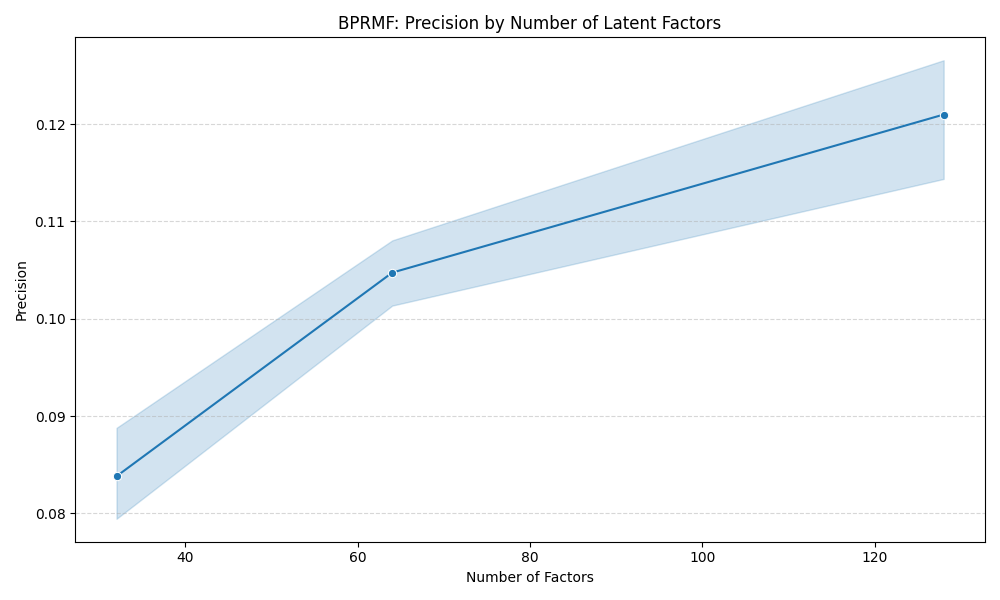 BPRMF: Precision by Number of Latent Factors
Precision
0.12
0.11
0.10
0.09
0.08
40 60 80 100 120
Number of Factors